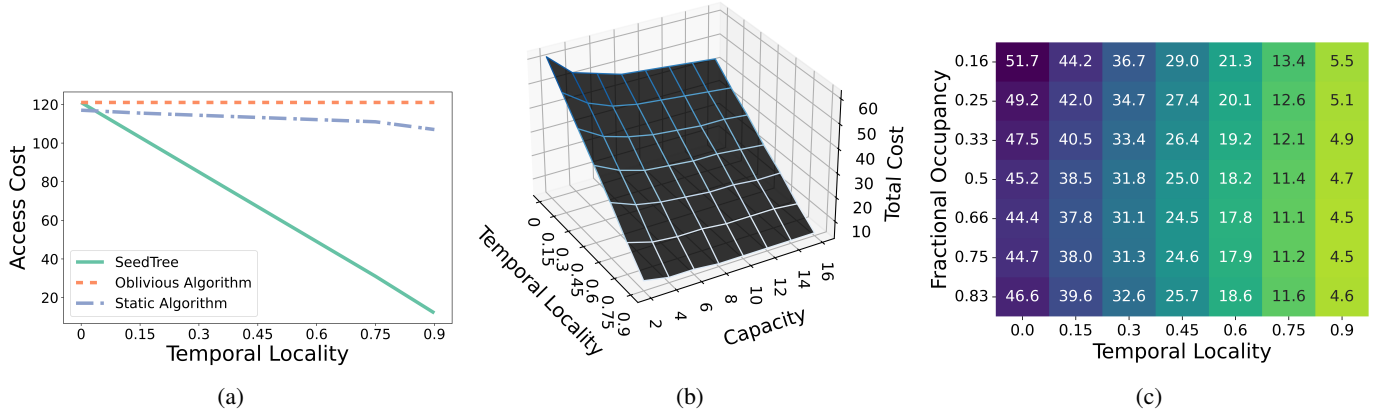 120
100
80
60
40
20
Access Cost
SeedTree
Oblivious Algorithm
Static Algorithm
0 0.15 0.3 0.45 0.6 0.75 0.9
Temporal Locality
(a)
60
50
40
30
20
10
Total Cost
0
0.15
0.3
0.45
0.6
0.75
0.9
Temporal Locality
2 4 6 8 10 12 14 16
Capacity
(b)
Fractional Occupancy
0.16 51.7 44.2 36.7 29.0 21.3 13.4 5.5
0.25 49.2 42.0 34.7 27.4 20.1 12.6 5.1
0.33 47.5 40.5 33.4 26.4 19.2 12.1 4.9
0.5 45.2 38.5 31.8 25.0 18.2 11.4 4.7
0.66 44.4 37.8 31.1 24.5 17.8 11.1 4.5
0.75 44.7 38.0 31.3 24.6 17.9 11.2 4.5
0.83 46.6 39.6 32.6 25.7 18.6 11.6 4.6
0.0 0.15 0.3 0.45 0.6 0.75 0.9
Temporal Locality
(c)